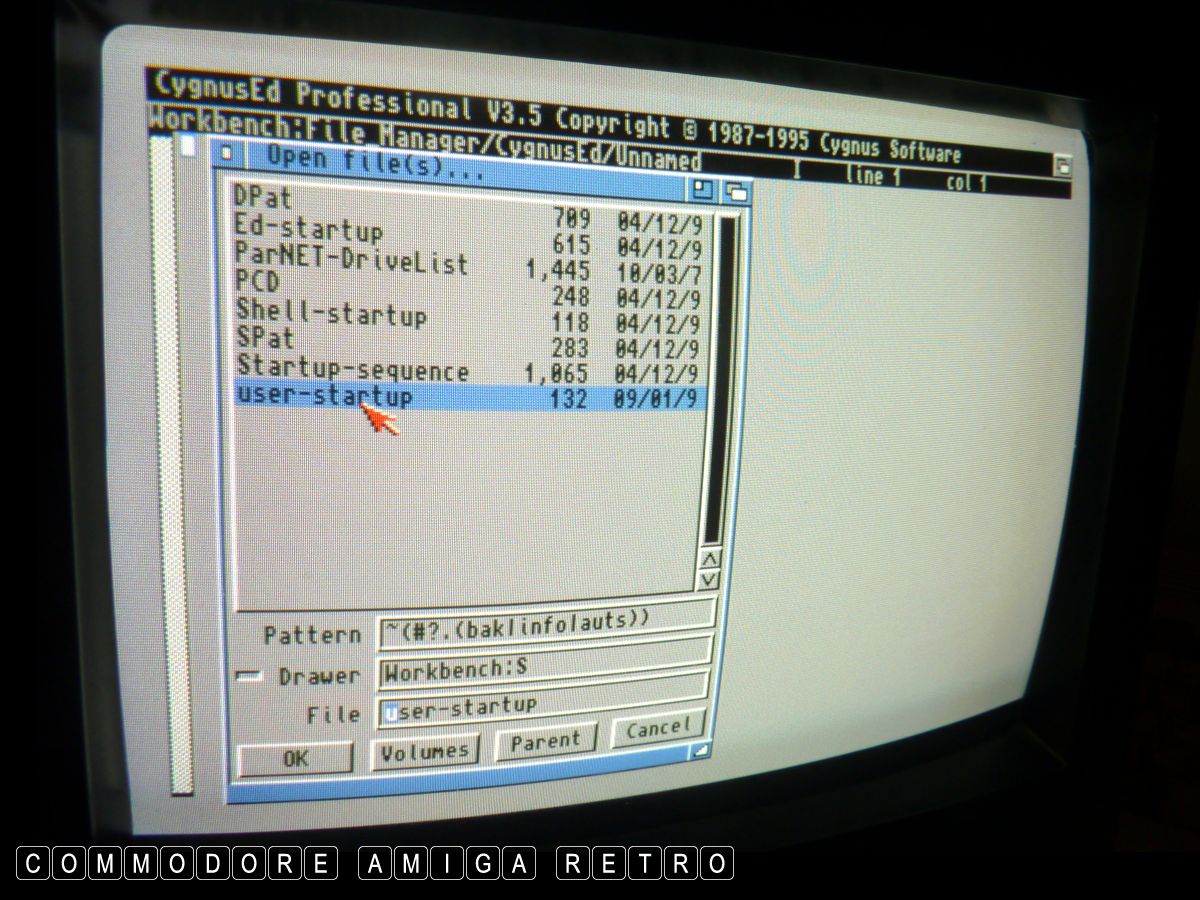 CygnusEd Professional V3.5 Copyright © 1987-1995 Cygnus Software
Workbench:File_Manager/CygnusEd/Unnamed I line 1 col 1
Open file(s)...
DPat 709 04/12/9
Ed-startup 615 04/12/9
ParNET-DriveList 1,445 10/03/7
PCD 248 04/12/9
Shell-startup 118 04/12/9
SPat 283 04/12/9
Startup-sequence 1,065 04/12/9
user-startup 132 09/01/9
Pattern ~(#?.(bak|info|auts))
Drawer Workbench:S
File user-startup
OK Volumes Parent Cancel
COMMODORE AMIGA RETRO